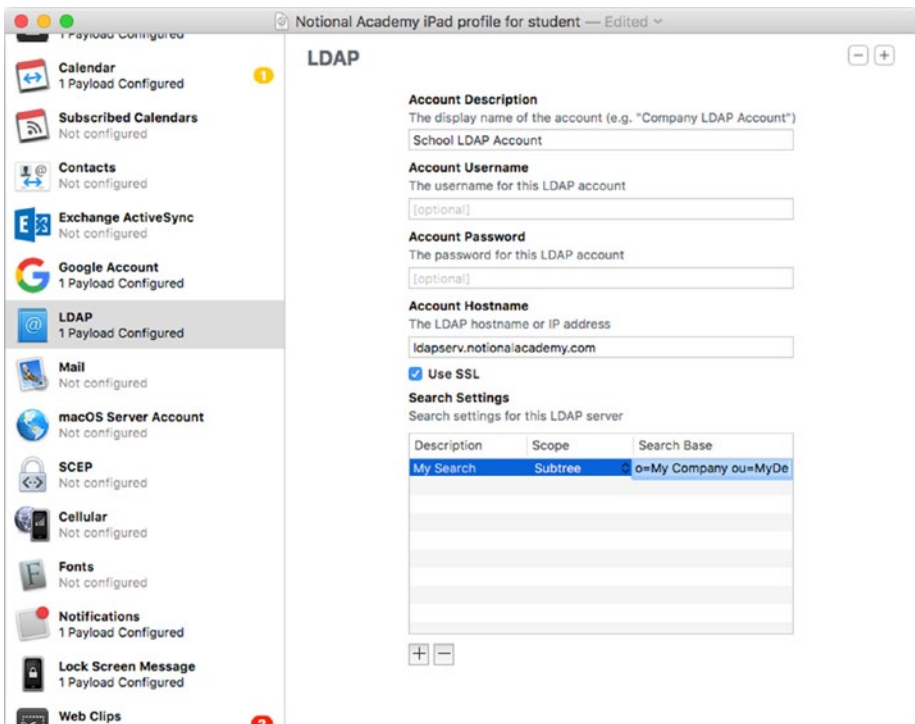 Notional Academy iPad profile for student — Edited
1 Payload Configured
Calendar
1 Payload Configured
1
Subscribed Calendars
Not configured
Contacts
Not configured
Exchange ActiveSync
Not configured
Google Account
1 Payload Configured
LDAP
1 Payload Configured
Mail
Not configured
macOS Server Account
Not configured
SCEP
Not configured
Cellular
Not configured
Fonts
Not configured
Notifications
1 Payload Configured
Lock Screen Message
1 Payload Configured
Web Clips
LDAP
Account Description
The display name of the account (e.g. "Company LDAP Account")
School LDAP Account
Account Username
The username for this LDAP account
[optional]
Account Password
The password for this LDAP account
[optional]
Account Hostname
The LDAP hostname or IP address
ldapserv.notionalacademy.com
Use SSL
Search Settings
Search settings for this LDAP server
Description Scope Search Base
My Search Subtree o=My Company ou=MyDe